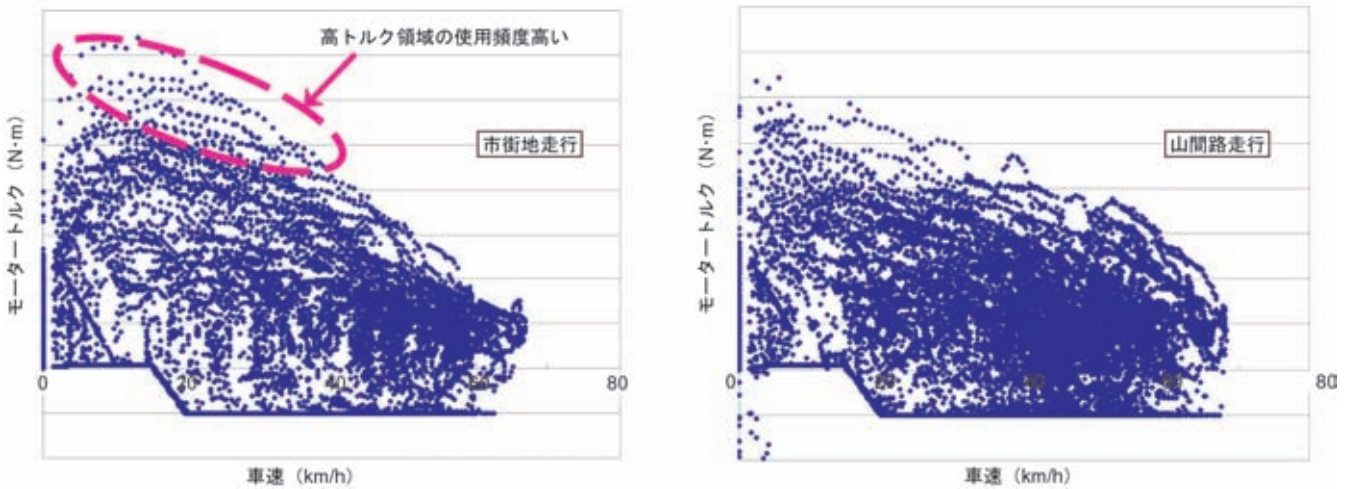 高トルク領域の使用頻度高い
市街地走行
モータートルク（N·m）
0
20
40
60
80
車速（km/h）
山間路走行
モータートルク（N·m）
0
20
40
60
80
車速（km/h）